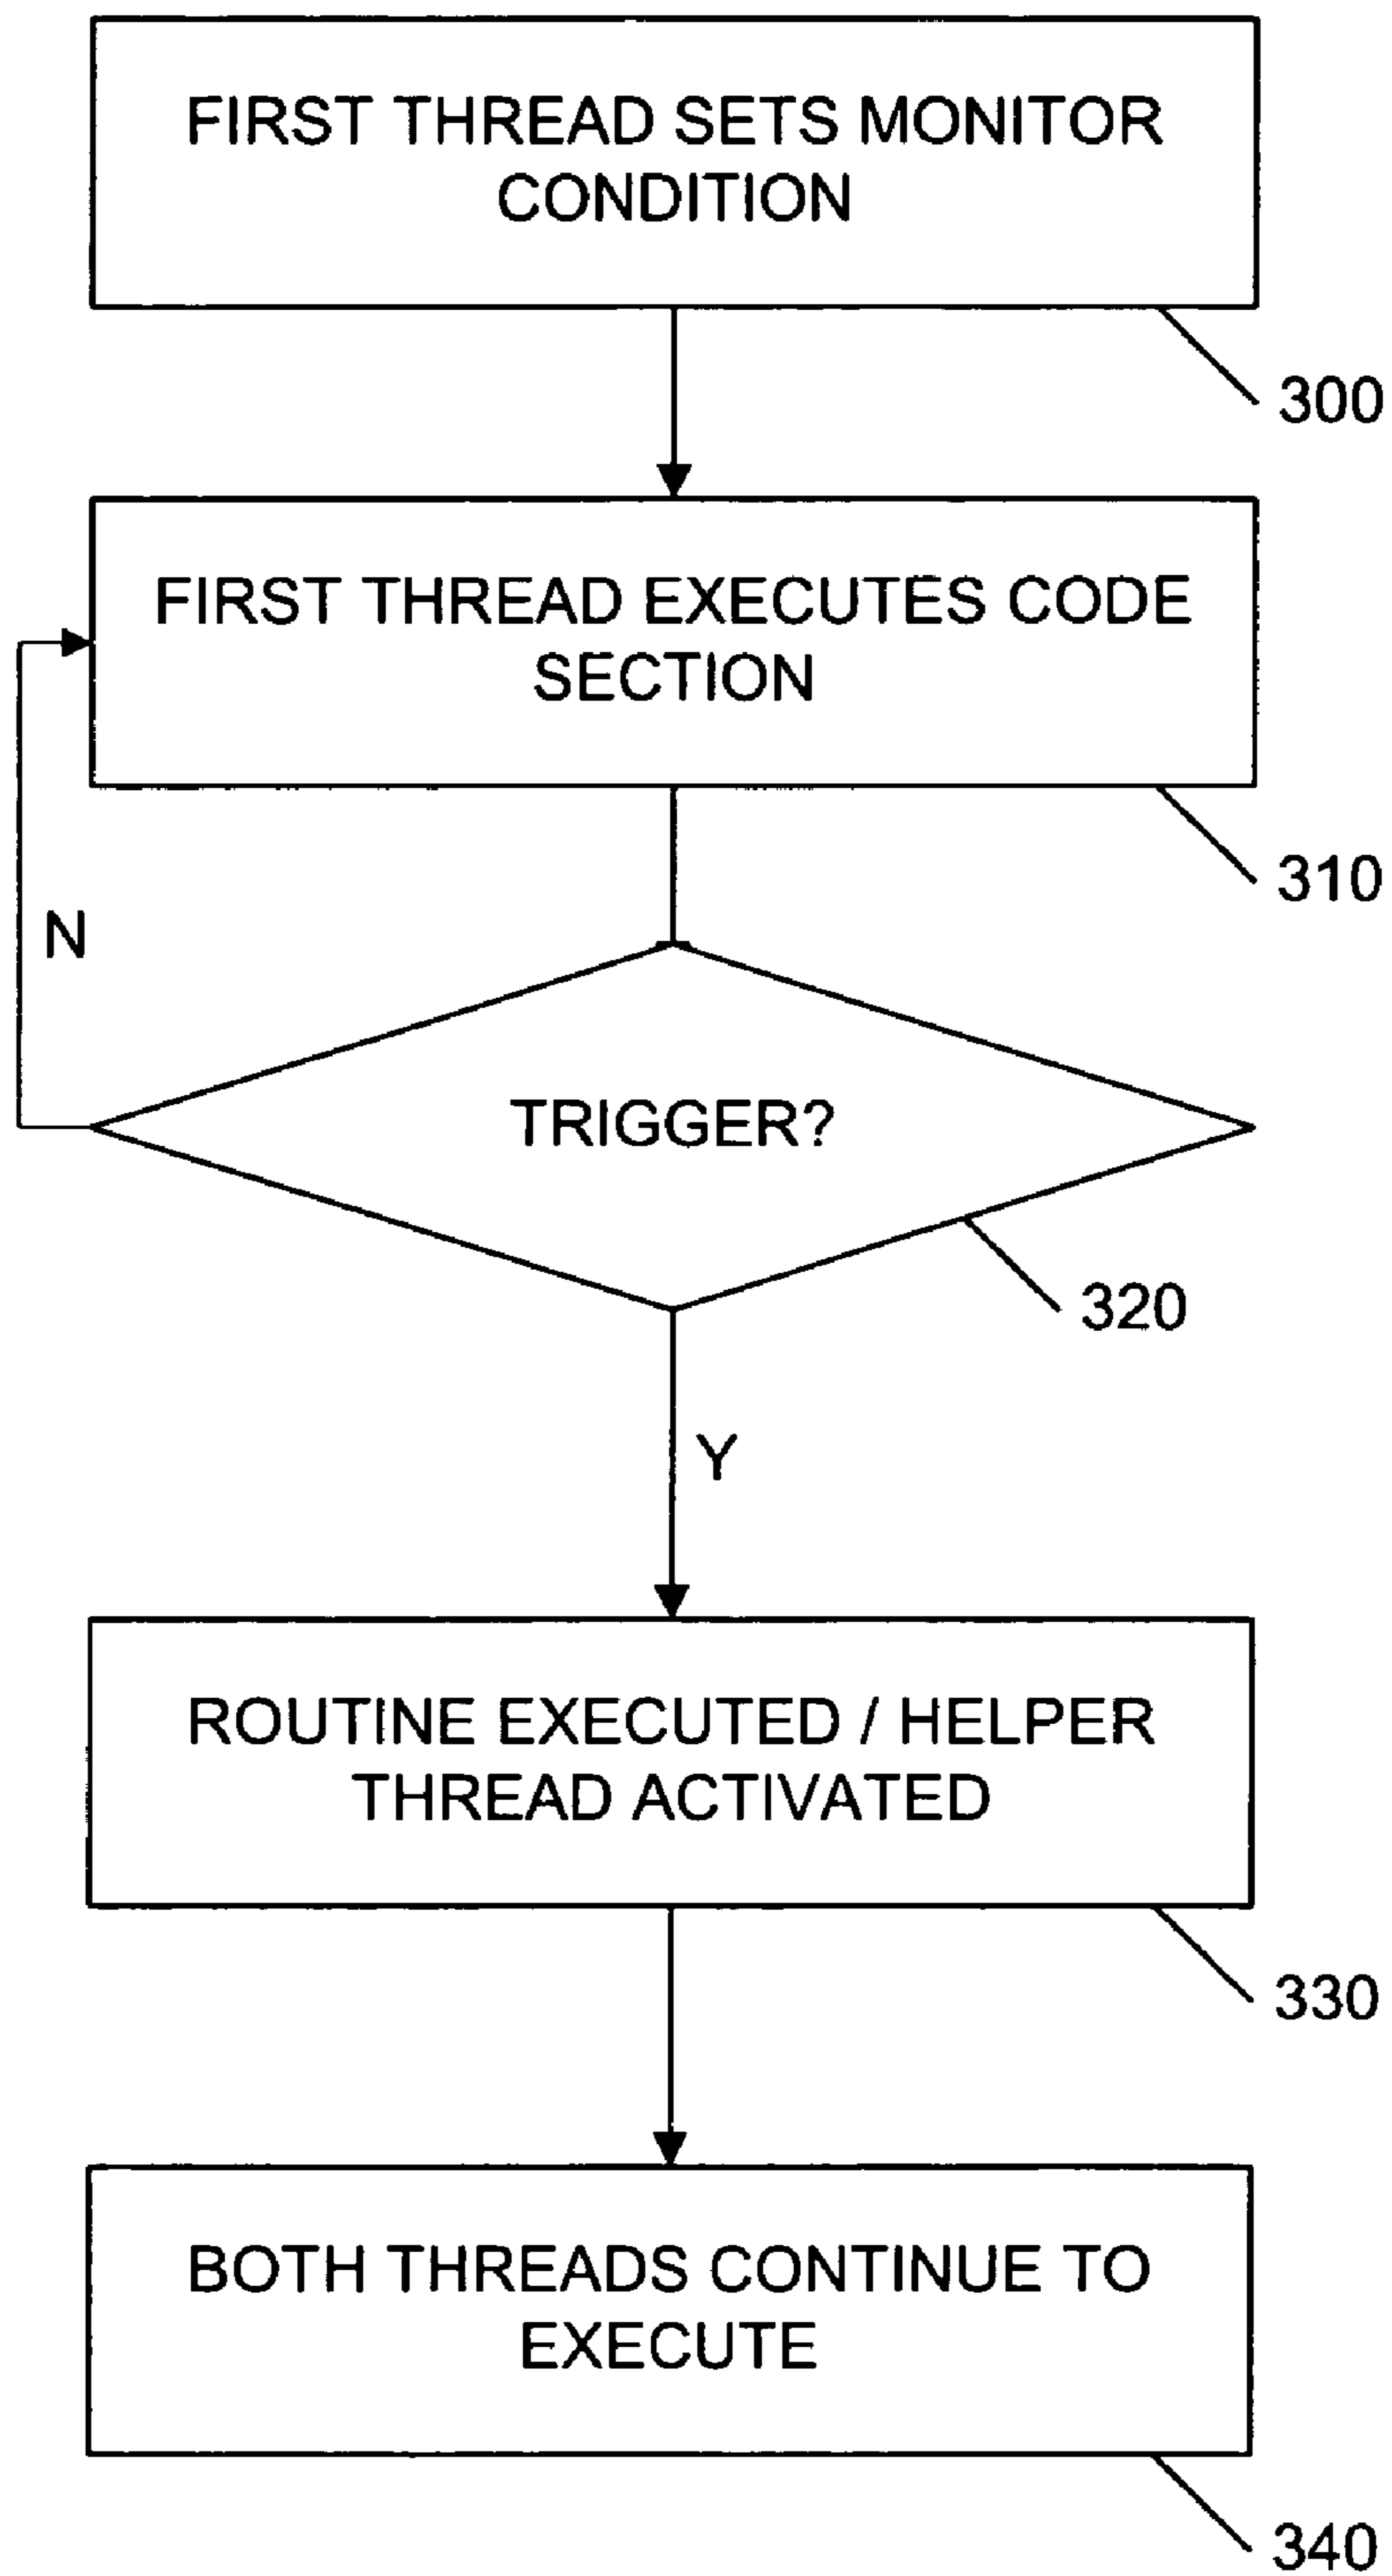 FIRST THREAD SETS MONITOR
CONDITION
300
FIRST THREAD EXECUTES CODE
SECTION
310
N
TRIGGER?
320
Y
ROUTINE EXECUTED / HELPER
THREAD ACTIVATED
330
BOTH THREADS CONTINUE TO
EXECUTE
340